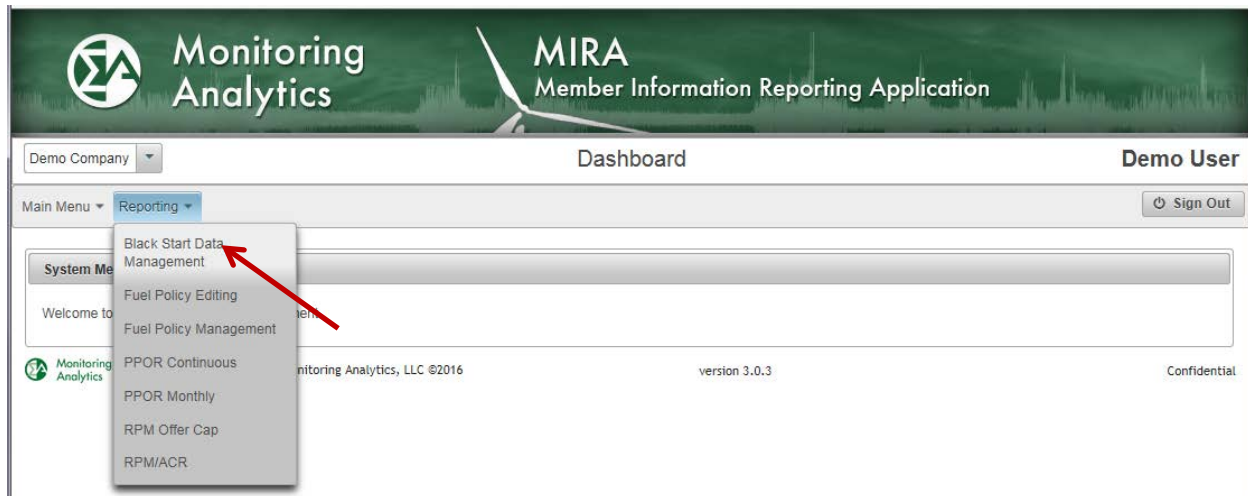 Monitoring
Analytics
MIRA
Member Information Reporting Application
Demo Company
Dashboard
Demo User
Main Menu
Reporting
Sign Out
Black Start Data
Management
System Me
Fuel Policy Editing
Welcome to
Fuel Policy Management
Monitoring
Analytics
PPOR Continuous
nitoring Analytics, LLC ©2016
version 3.0.3
Confidential
PPOR Monthly
RPM Offer Cap
RPM/ACR